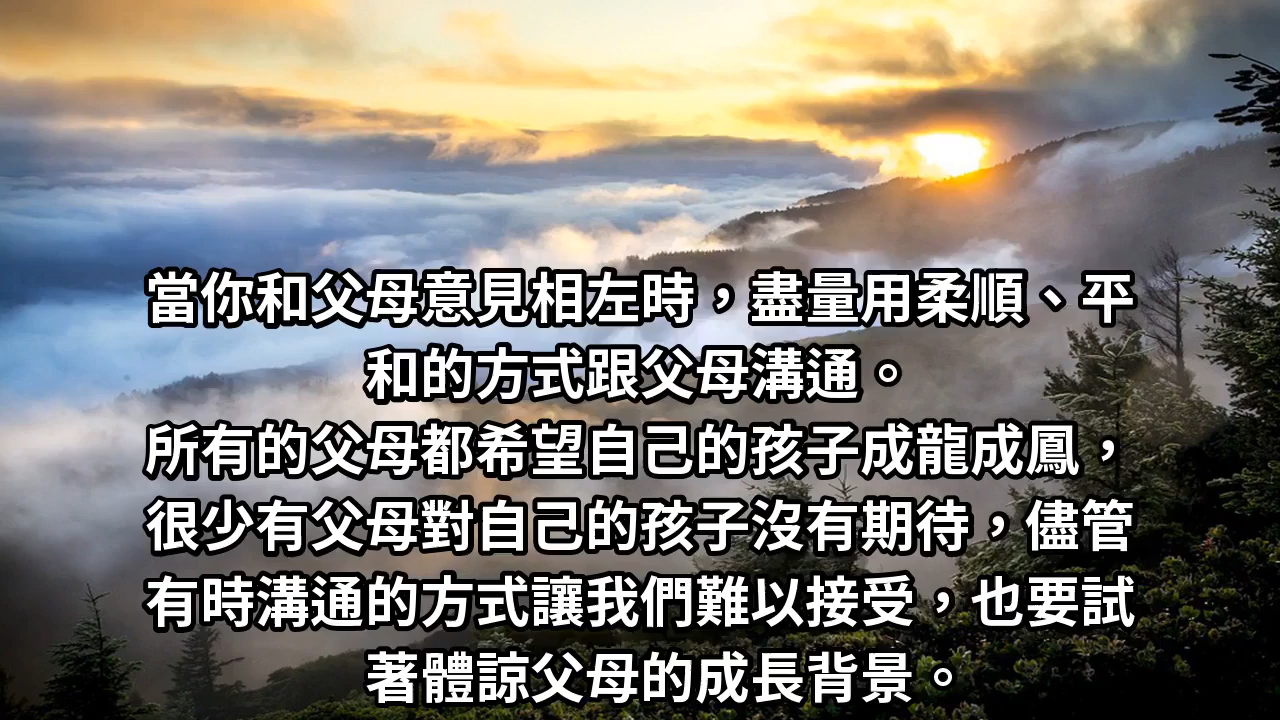 當你和父母意見相左時，盡量用柔順、平
和的方式跟父母溝通。
所有的父母都希望自己的孩子成龍成鳳，
很少有父母對自己的孩子沒有期待，儘管
有時溝通的方式讓我們難以接受，也要試
著體諒父母的成長背景。